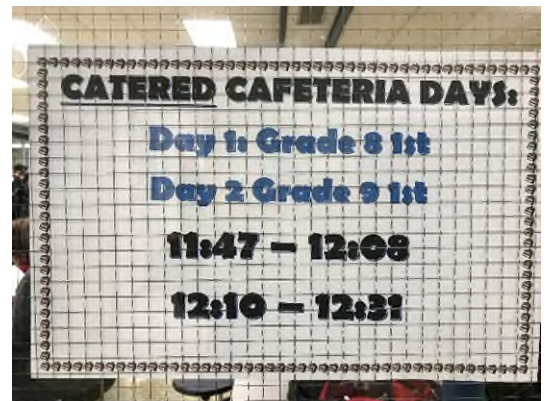 CATERED CAFETERIA DAYS:
Day 1: Grade 8 1st
Day 2 Grade 9 1st
11:47 – 12:08
12:10 – 12:31